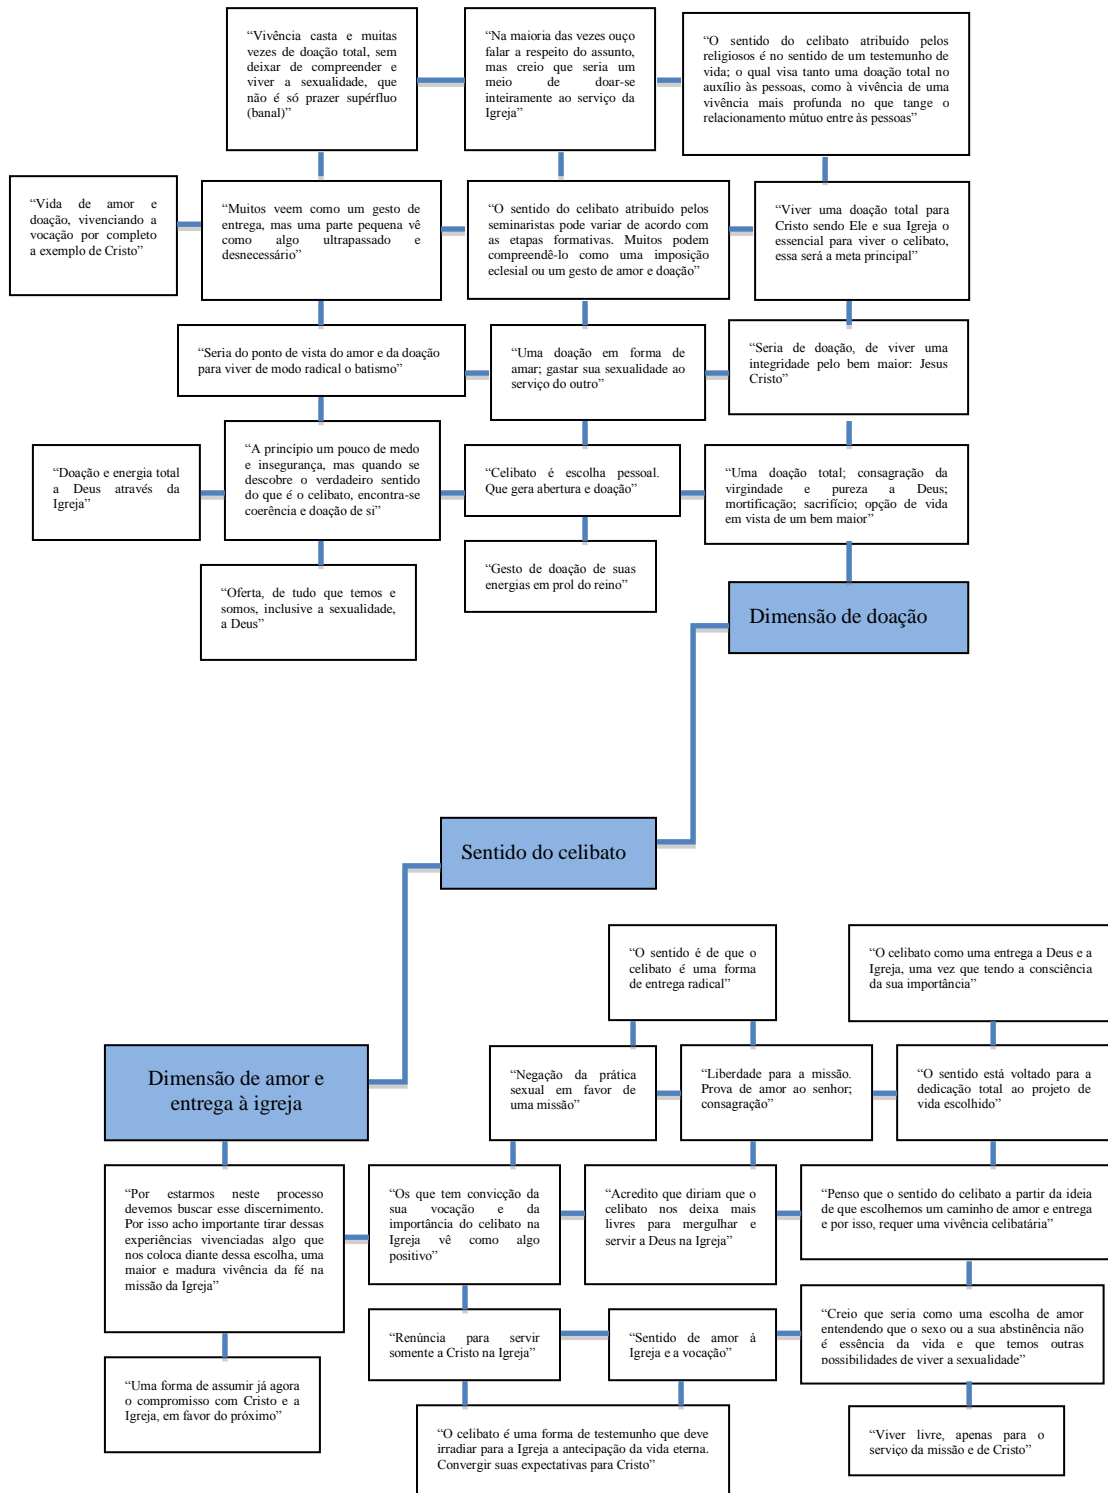 “Vivência casta e muitas
vezes de doação total, sem
deixar de compreender e
viver a sexualidade, que
não é só prazer supérfluo
(banal)”
“Na maioria das vezes ouço
falar a respeito do assunto,
mas creio que seria um
meio de doar-se
inteiramente ao serviço da
Igreja”
“O sentido do celibato atribuído pelos
religiosos é no sentido de um testemunho de
vida; o qual visa tanto uma doação total no
auxílio às pessoas, como à vivência de uma
vivência mais profunda no que tange o
relacionamento mútuo entre às pessoas”
“Vida de amor e
doação, vivenciando a
vocação por completo
a exemplo de Cristo”
“Muitos veem como um gesto de
entrega, mas uma parte pequena vê
como algo ultrapassado e
desnecessário”
“O sentido do celibato atribuído pelos
seminaristas pode variar de acordo com
as etapas formativas. Muitos podem
compreendê-lo como uma imposição
eclesial ou um gesto de amor e doação”
“Viver uma doação total para
Cristo sendo Ele e sua Igreja o
essencial para viver o celibato,
essa será a meta principal”
“Seria do ponto de vista do amor e da doação
para viver de modo radical o batismo”
“Uma doação em forma de
amar; gastar sua sexualidade ao
serviço do outro”
“Seria de doação, de viver uma
integridade pelo bem maior: Jesus
Cristo”
“Doação e energia total
a Deus através da
Igreja”
“A princípio um pouco de medo
e insegurança, mas quando se
descobre o verdadeiro sentido
do que é o celibato, encontra-se
coerência e doação de si”
“Celibato é escolha pessoal.
Que gera abertura e doação”
“Uma doação total; consagração da
virgindade e pureza a Deus;
mortificação; sacrifício; opção de vida
em vista de um bem maior”
“Oferta, de tudo que temos e
somos, inclusive a sexualidade,
a Deus”
“Gesto de doação de suas
energias em prol do reino”
Dimensão de doação
Sentido do celibato
“O sentido é de que o
celibato é uma forma
de entrega radical”
“O celibato como uma entrega a Deus e a
Igreja, uma vez que tendo a consciência
da sua importância”
Dimensão de amor e
entrega à igreja
“Negação da prática
sexual em favor de
uma missão”
“Liberdade para a missão.
Prova de amor ao senhor;
consagração”
“O sentido está voltado para a
dedicação total ao projeto de
vida escolhido”
“Por estarmos neste processo
devemos buscar esse discernimento.
Por isso acho importante tirar dessas
experiências vivenciadas algo que
nos coloca diante dessa escolha, uma
maior e madura vivência da fé na
missão da Igreja”
“Os que tem convicção da
sua vocação e da
importância do celibato na
Igreja vê como algo
positivo”
“Acredito que diriam que o
celibato nos deixa mais
livres para mergulhar e
servir a Deus na Igreja”
“Penso que o sentido do celibato a partir da ideia
de que escolhemos um caminho de amor e entrega
e por isso, requer uma vivência celibatária”
“Renúncia para servir
somente a Cristo na Igreja”
“Sentido de amor à
Igreja e a vocação”
“Creio que seria como uma escolha de amor
entendendo que o sexo ou a sua abstinência não
é essência da vida e que temos outras
possibilidades de viver a sexualidade”
“Uma forma de assumir já agora
o compromisso com Cristo e a
Igreja, em favor do próximo”
“O celibato é uma forma de testemunho que deve
irradiar para a Igreja a antecipação da vida eterna.
Convergir suas expectativas para Cristo”
“Viver livre, apenas para o
serviço da missão e de Cristo”